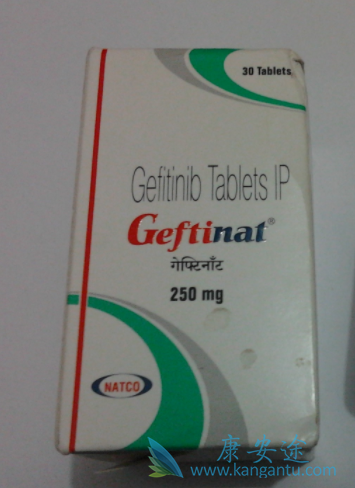 30 Tablets
Gefitinib Tablets IP
Geftinat®
गेफ्टिनॉट
250 mg
NATCO
康安途
www.kangantu.com